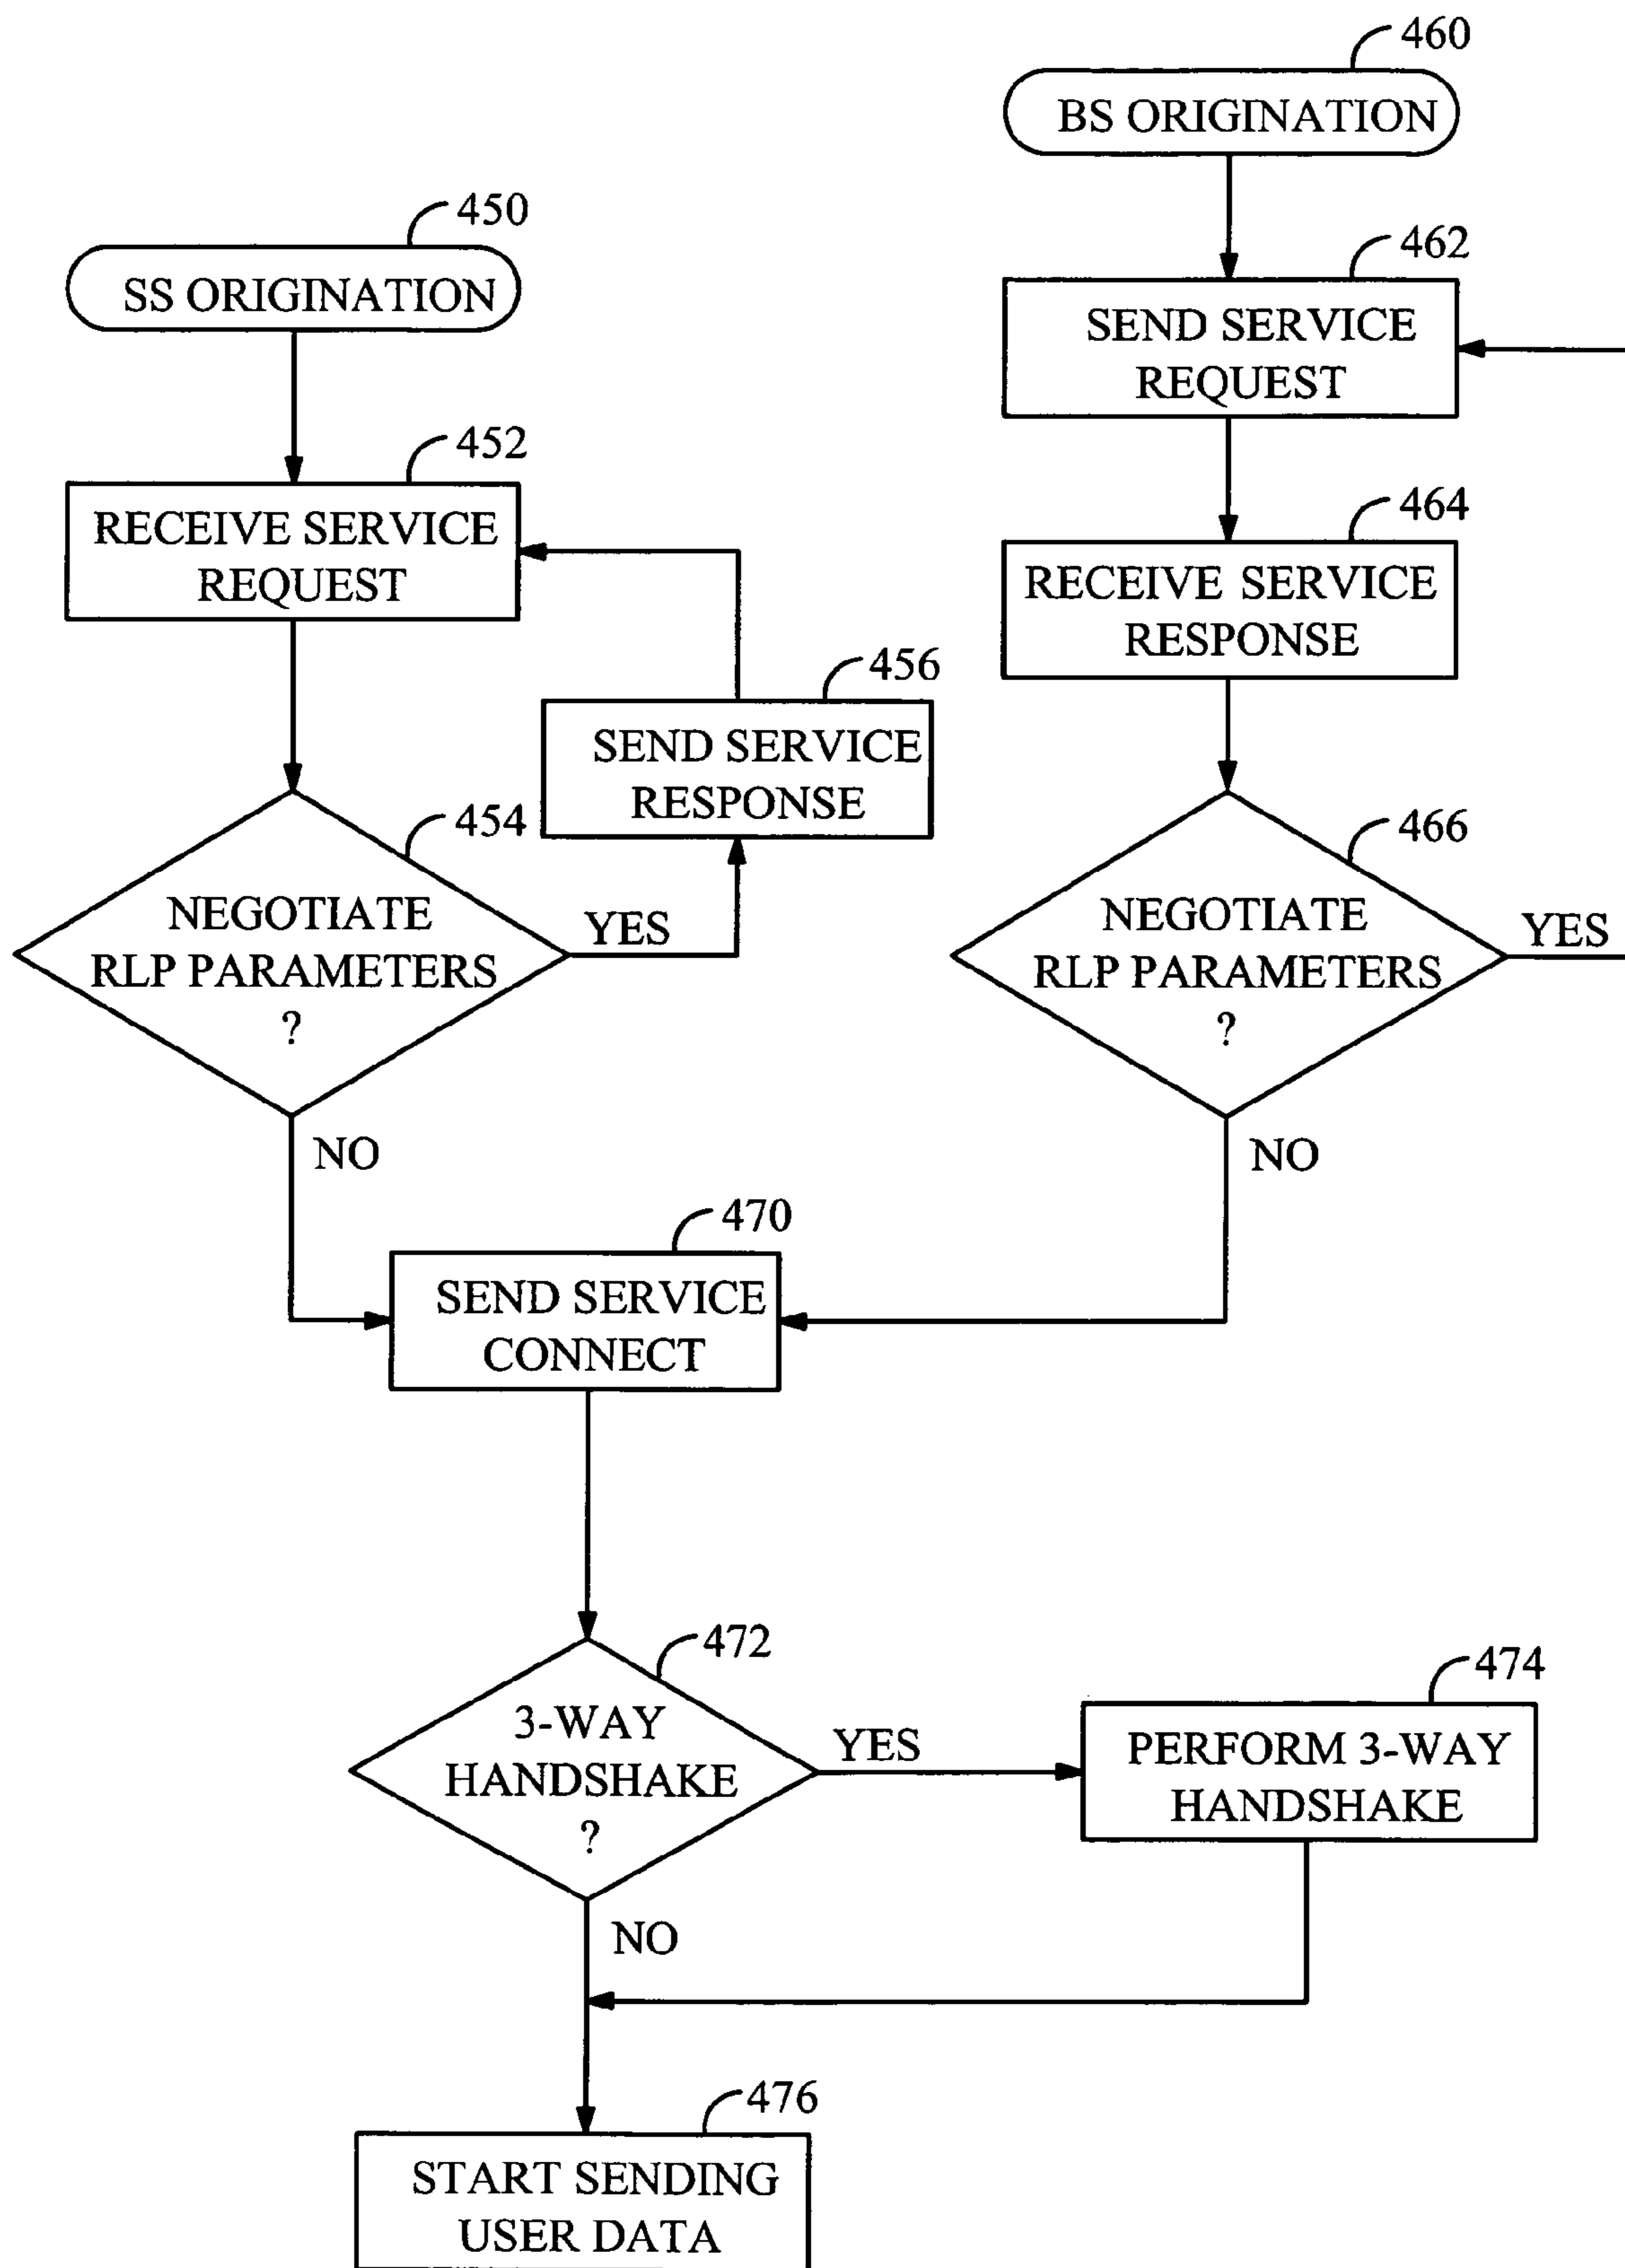 460
BS ORIGINATION
450
SS ORIGINATION
462
SEND SERVICE
REQUEST
452
RECEIVE SERVICE
REQUEST
464
RECEIVE SERVICE
RESPONSE
456
SEND SERVICE
RESPONSE
454
NEGOTIATE
RLP PARAMETERS
?
YES
NO
466
NEGOTIATE
RLP PARAMETERS
?
YES
NO
470
SEND SERVICE
CONNECT
472
3-WAY
HANDSHAKE
?
YES
NO
474
PERFORM 3-WAY
HANDSHAKE
476
START SENDING
USER DATA